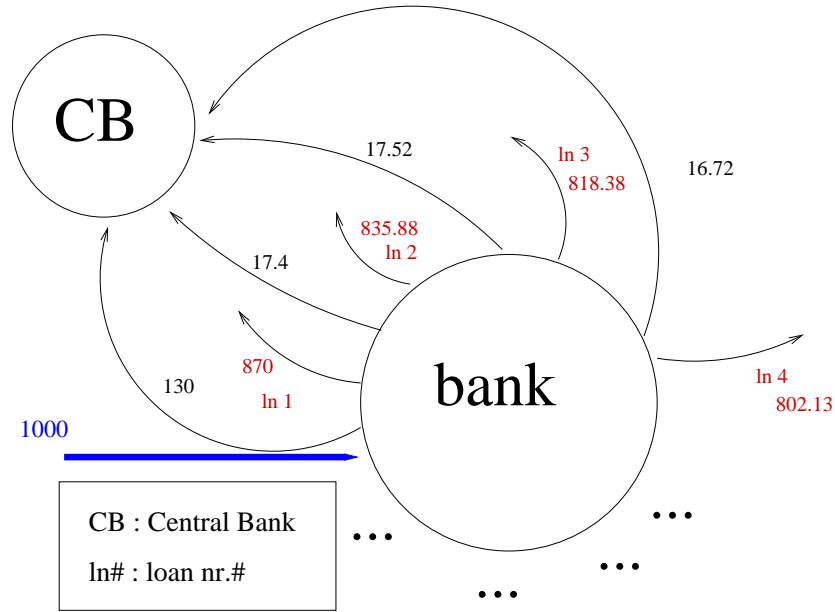 CB
17.52
ln 3
818.38
16.72
835.88
ln 2
17.4
870
ln 1
130
bank
ln 4
802.13
1000
CB : Central Bank
ln# : loan nr.#
...
...
...
...